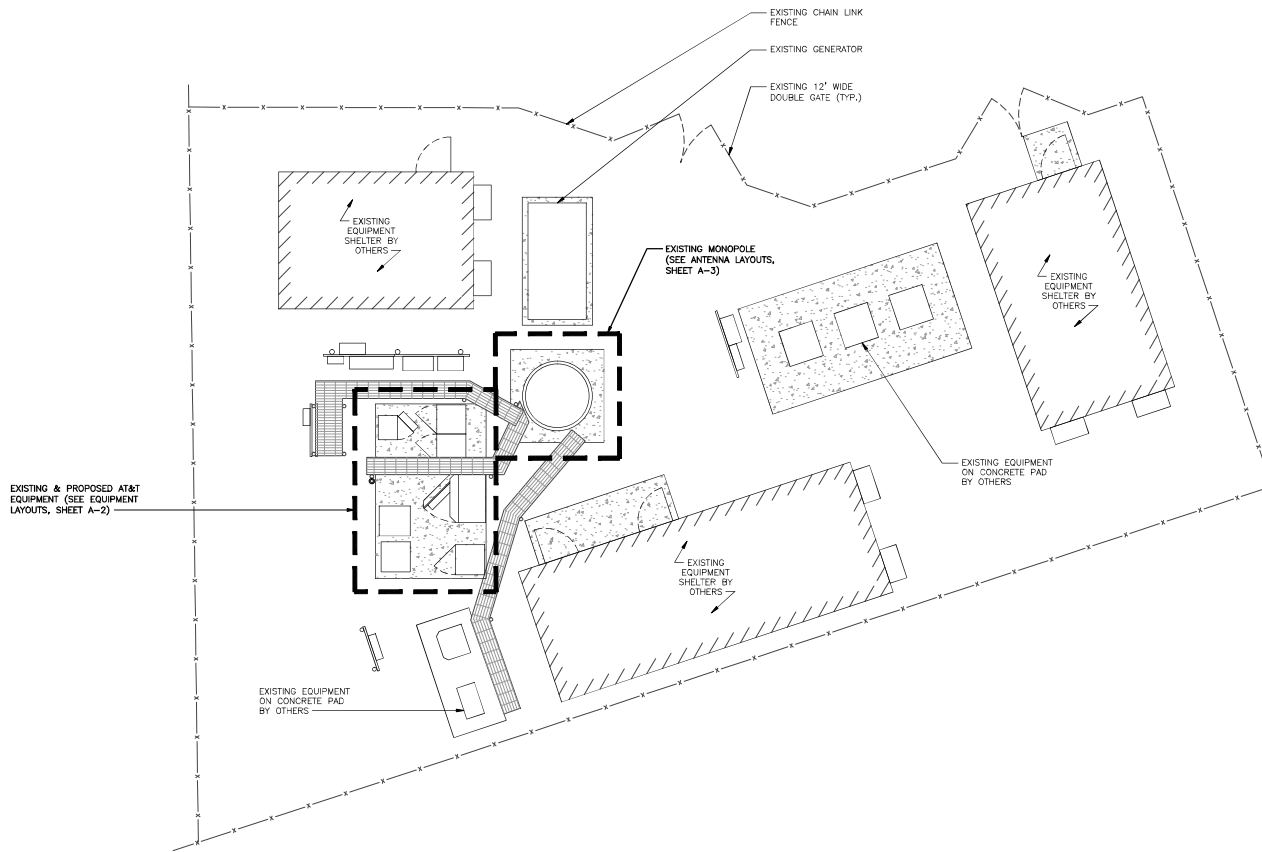 EXISTING CHAIN LINK
FENCE
EXISTING GENERATOR
EXISTING 12' WIDE
DOUBLE GATE (TYP.)
EXISTING
EQUIPMENT
SHELTER BY
OTHERS
EXISTING MONOPOLE
(SEE ANTENNA LAYOUTS,
SHEET A-3)
EXISTING
EQUIPMENT
SHELTER BY
OTHERS
EXISTING EQUIPMENT
ON CONCRETE PAD
BY OTHERS
EXISTING & PROPOSED AT&T
EQUIPMENT (SEE EQUIPMENT
LAYOUTS, SHEET A-2)
EXISTING
EQUIPMENT
SHELTER BY
OTHERS
EXISTING EQUIPMENT
ON CONCRETE PAD
BY OTHERS